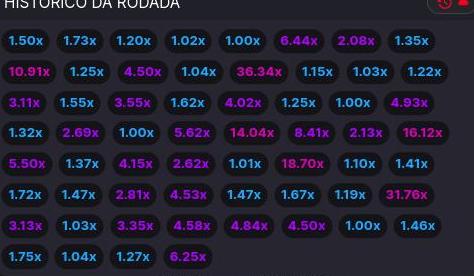 HISTÓRICO DA RODADA
1.50x 1.73x 1.20x 1.02x 1.00x 6.44x 2.08x 1.35x
10.91x 1.25x 4.50x 1.04x 36.34x 1.15x 1.03x 1.22x
3.11x 1.55x 3.55x 1.62x 4.02x 1.25x 1.00x 4.93x
1.32x 2.69x 1.00x 5.62x 14.04x 8.41x 2.13x 16.12x
5.50x 1.37x 4.15x 2.62x 1.01x 18.70x 1.10x 1.41x
1.72x 1.47x 2.81x 4.53x 1.47x 1.67x 1.19x 31.76x
3.13x 1.03x 3.35x 4.58x 4.84x 4.50x 1.00x 1.46x
1.75x 1.04x 1.27x 6.25x